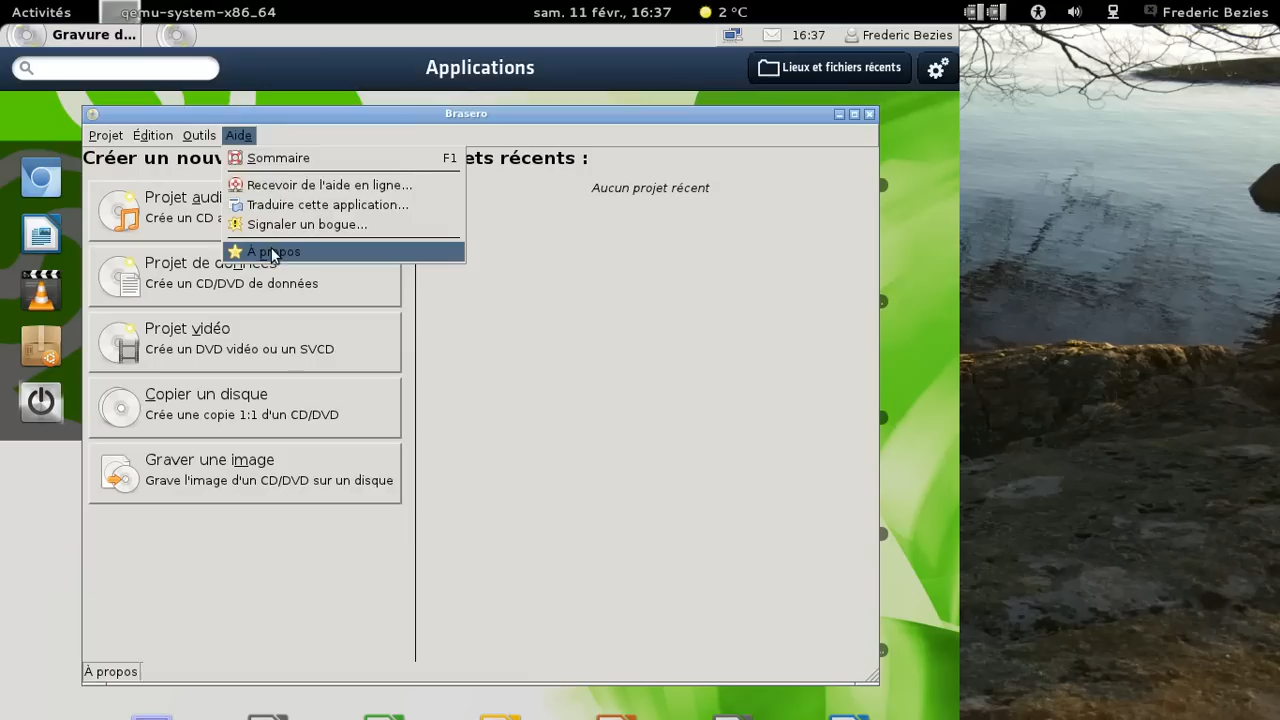 Activités
qemu-system-x86_64
sam. 11 févr., 16:37
2 °C
Frederic Bezies
Gravure d...
16:37
Frederic Bezies
Applications
Lieux et fichiers récents
Brasero
Projet Édition Outils Aide
Créer un nouv
ets récents :
Sommaire F1
Recevoir de l'aide en ligne...
Traduire cette application...
Signaler un bogue...
À propos
Aucun projet récent
Projet audi
Crée un CD a
Projet de données
Crée un CD/DVD de données
Projet vidéo
Crée un DVD vidéo ou un SVCD
Copier un disque
Crée une copie 1:1 d'un CD/DVD
Graver une image
Grave l'image d'un CD/DVD sur un disque
À propos